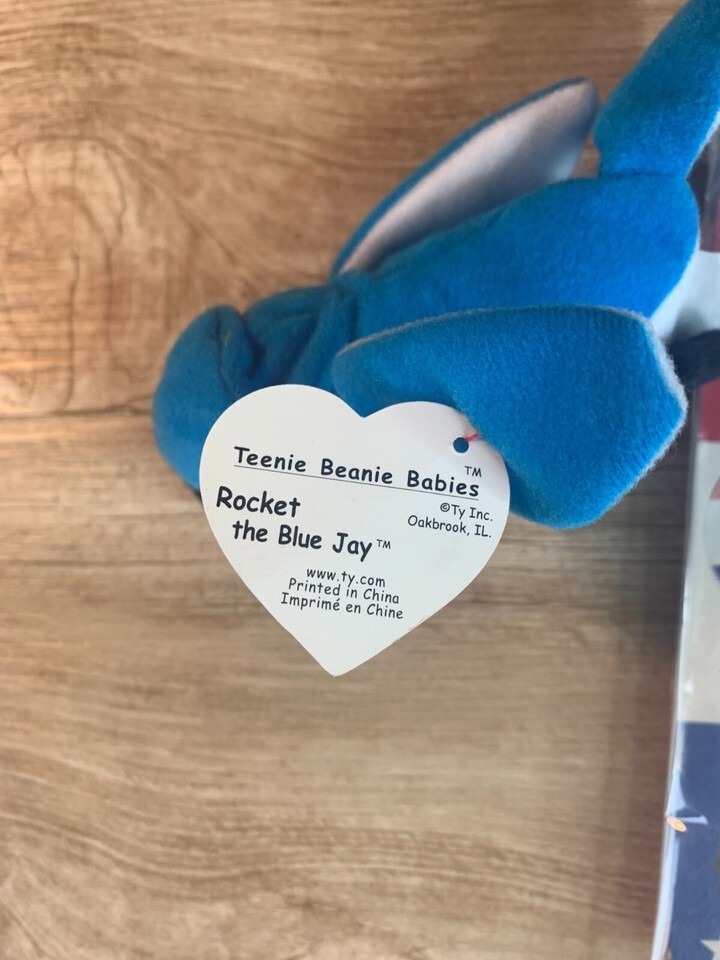 Teenie Beanie Babies™
©Ty Inc.
Oakbrook, IL.
Rocket
the Blue Jay™
www.ty.com
Printed in China
Imprimé en Chine